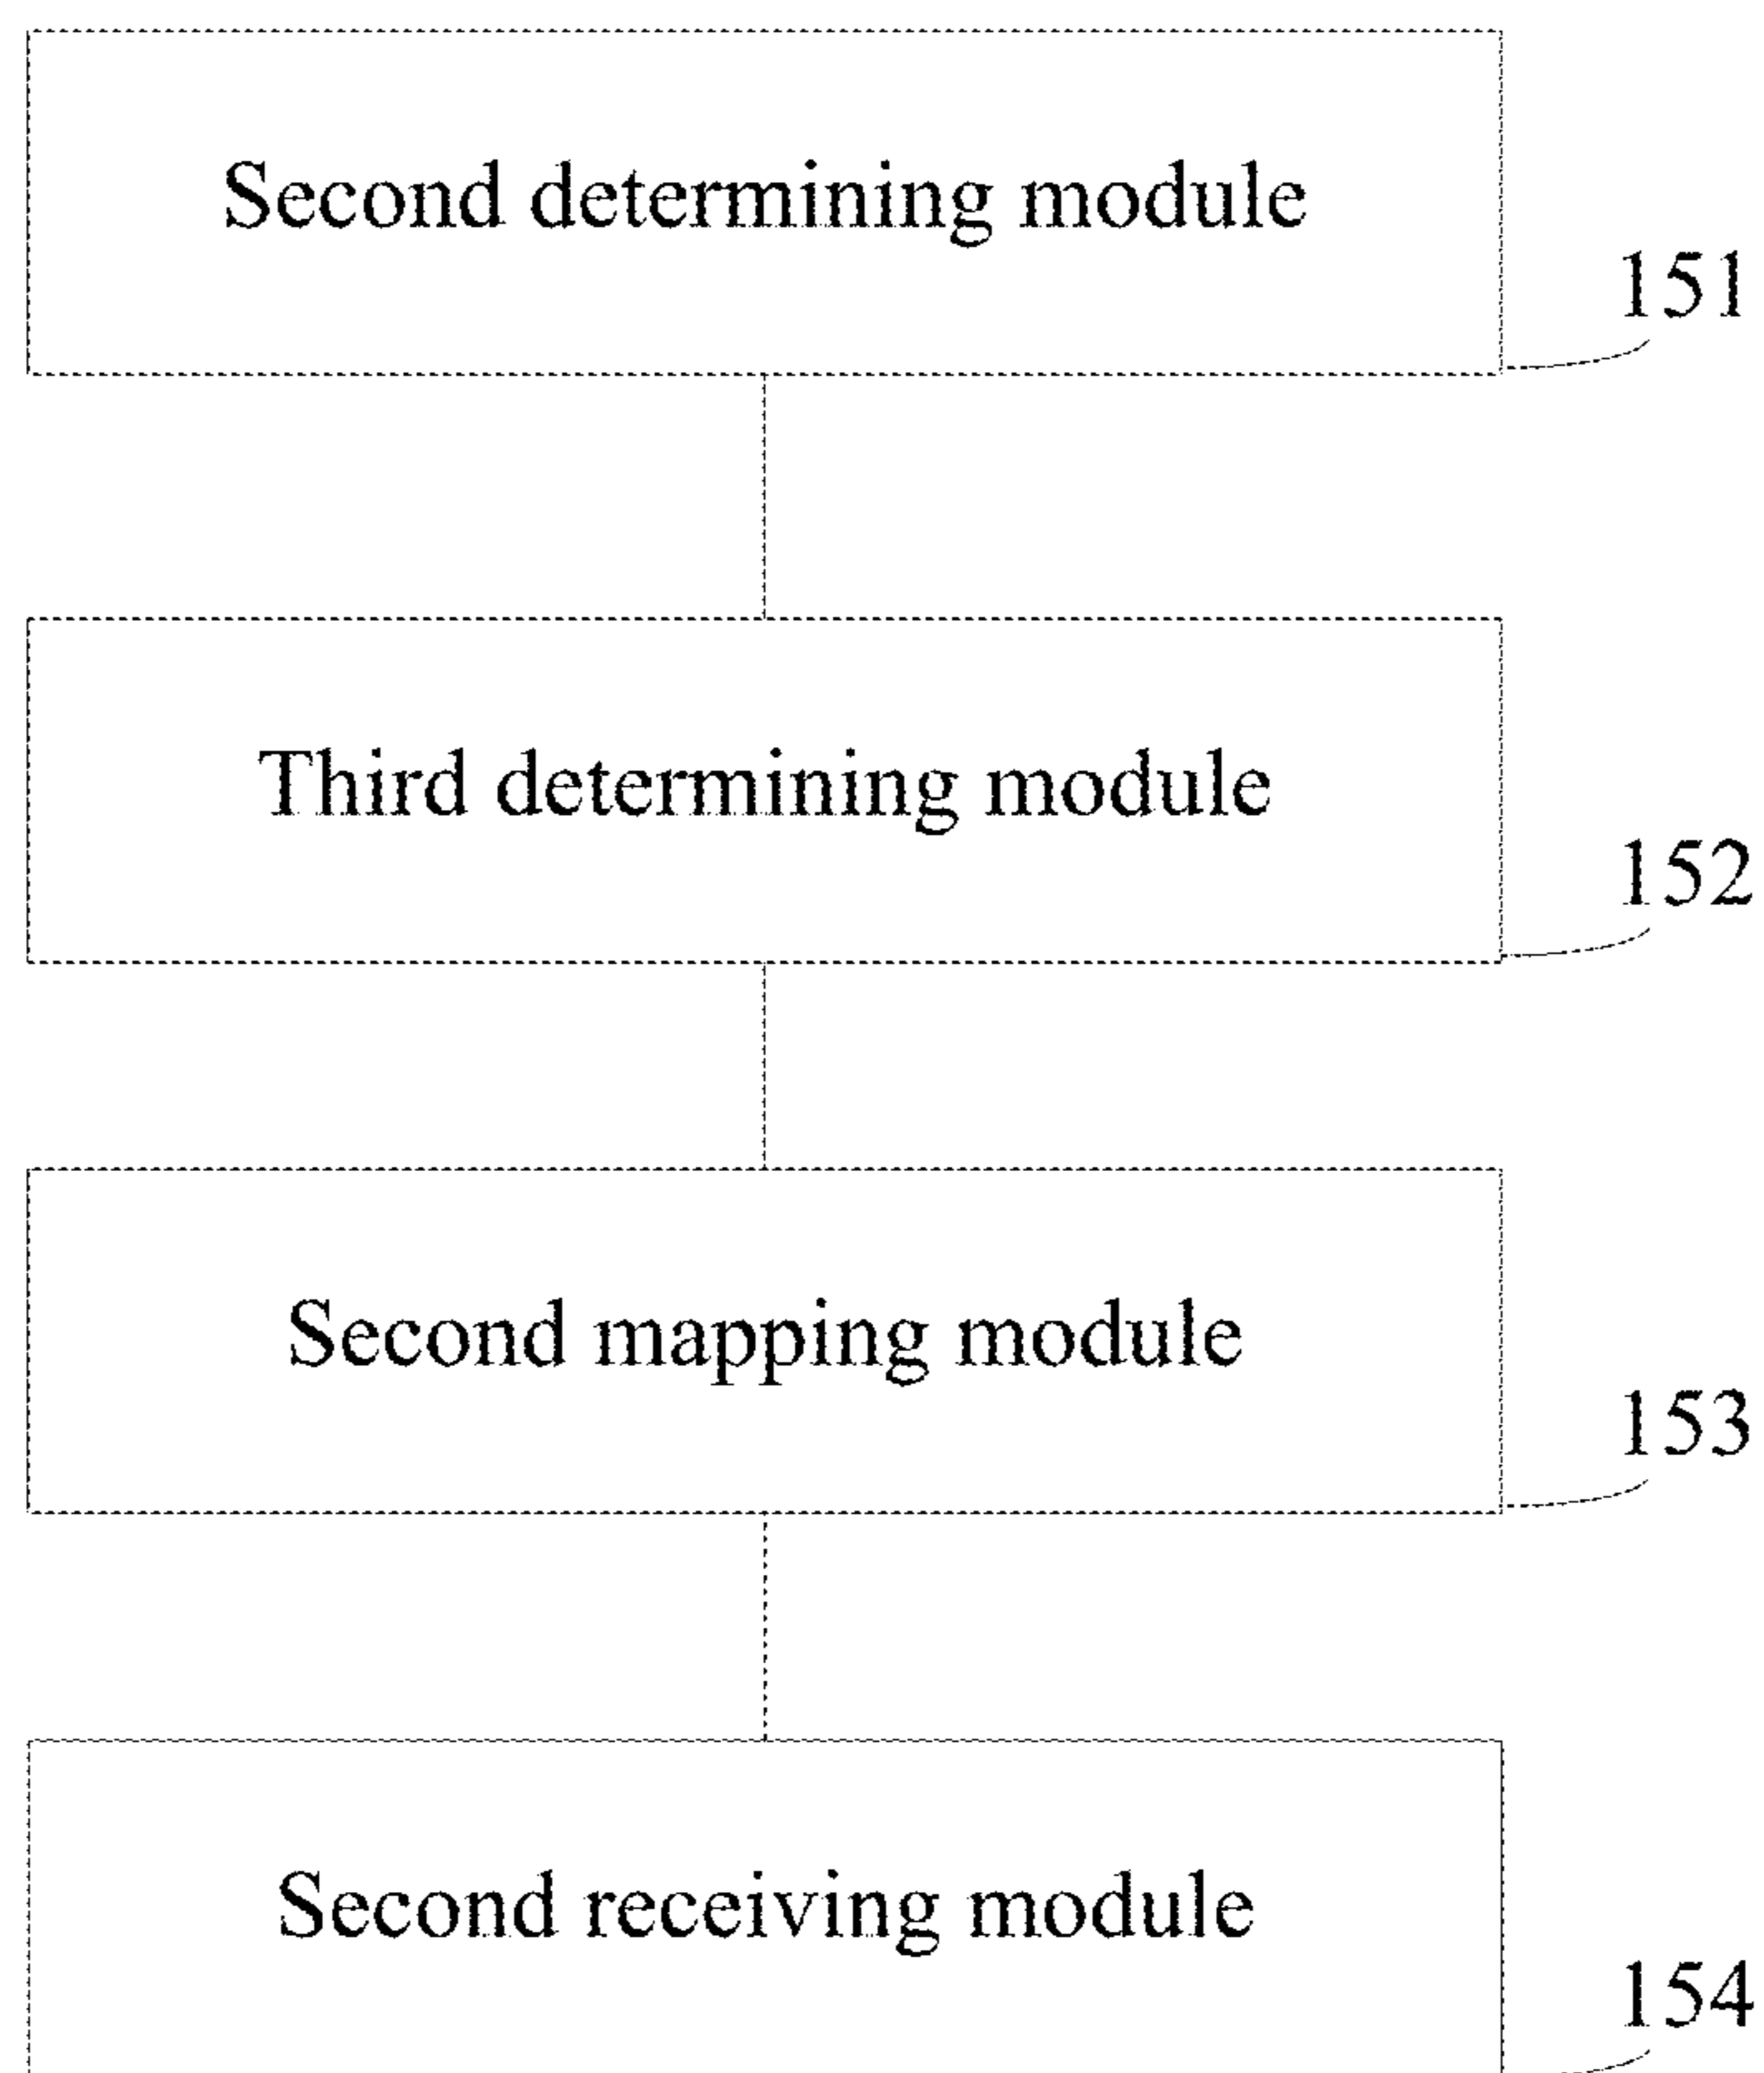 Second determining module
151
Third determining module
152
Second mapping module
153
Second receiving module
154